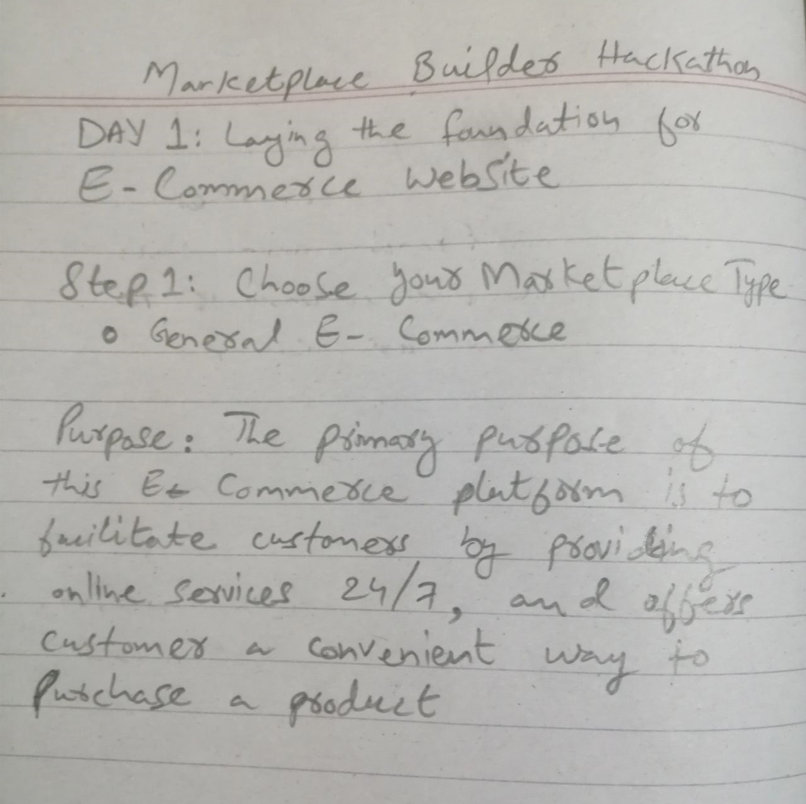 Marketplace Builder Hackathon
DAY 1: Laying the foundation for
E-Commerce Website
Step 1: Choose your Marketplace Type
o General E-Commerce
Purpose: The primary purpose of
this E-Commerce platform is to
facilitate customers by providing
online services 24/7, and offers
customer a convenient way to
Purchase a product